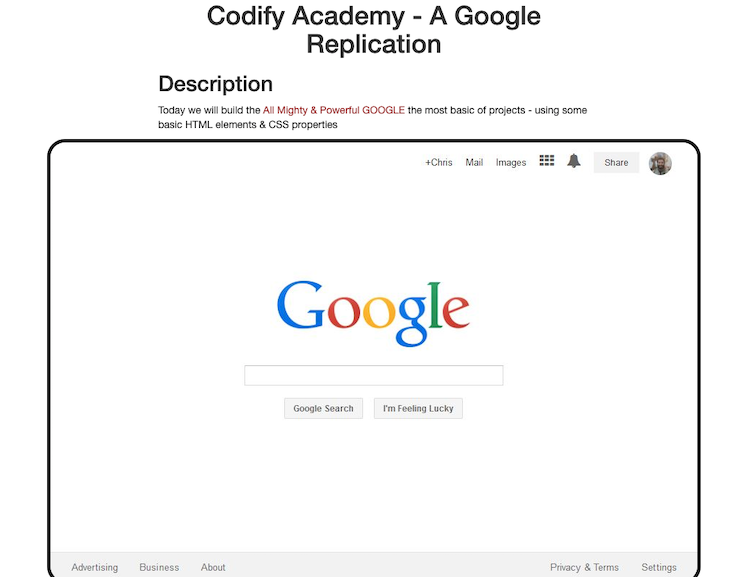 Codify Academy - A Google
Replication
Description
Today we will build the All Mighty & Powerful GOOGLE the most basic of projects - using some
basic HTML elements & CSS properties
+Chris Mail Images Share
Google
Google Search I'm Feeling Lucky
Advertising Business About Privacy & Terms Settings